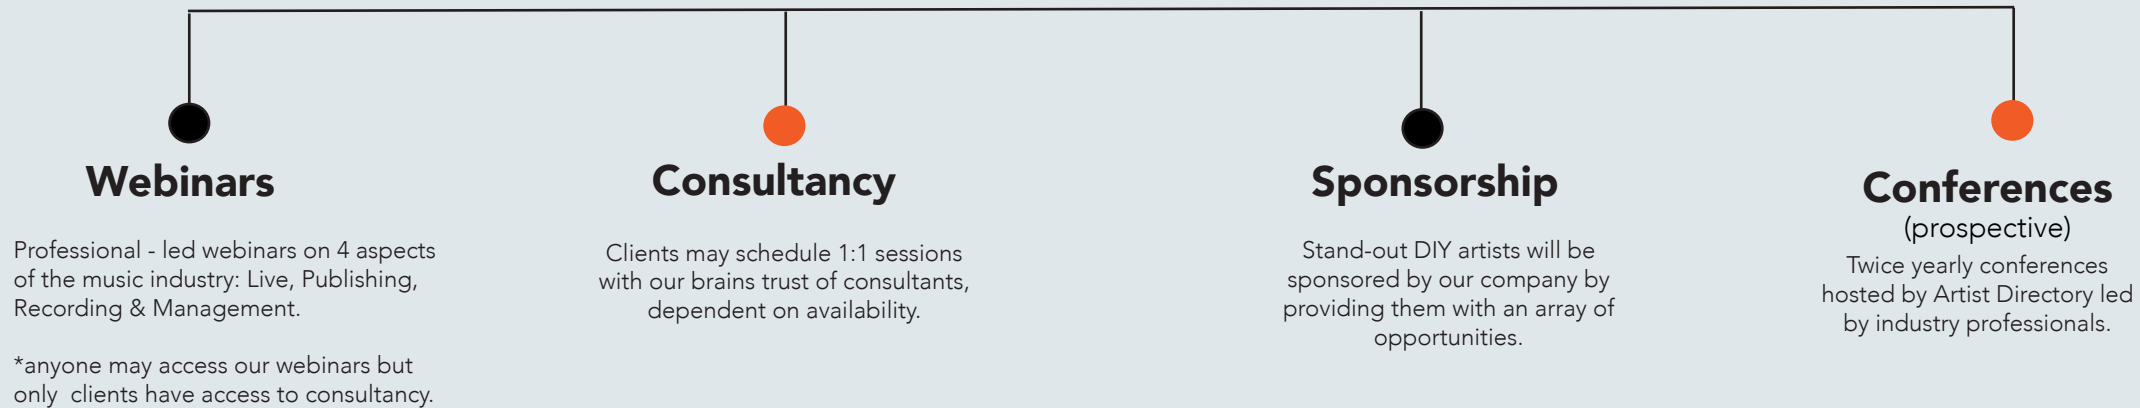 Webinars
Professional - led webinars on 4 aspects
of the music industry: Live, Publishing,
Recording & Management.
*anyone may access our webinars but
only  clients have access to consultancy.
Consultancy
Clients may schedule 1:1 sessions
with our brains trust of consultants,
dependent on availability.
Sponsorship
Stand-out DIY artists will be
sponsored by our company by
providing them with an array of
opportunities.
Conferences
(prospective)
Twice yearly conferences
hosted by Artist Directory led
by industry professionals.